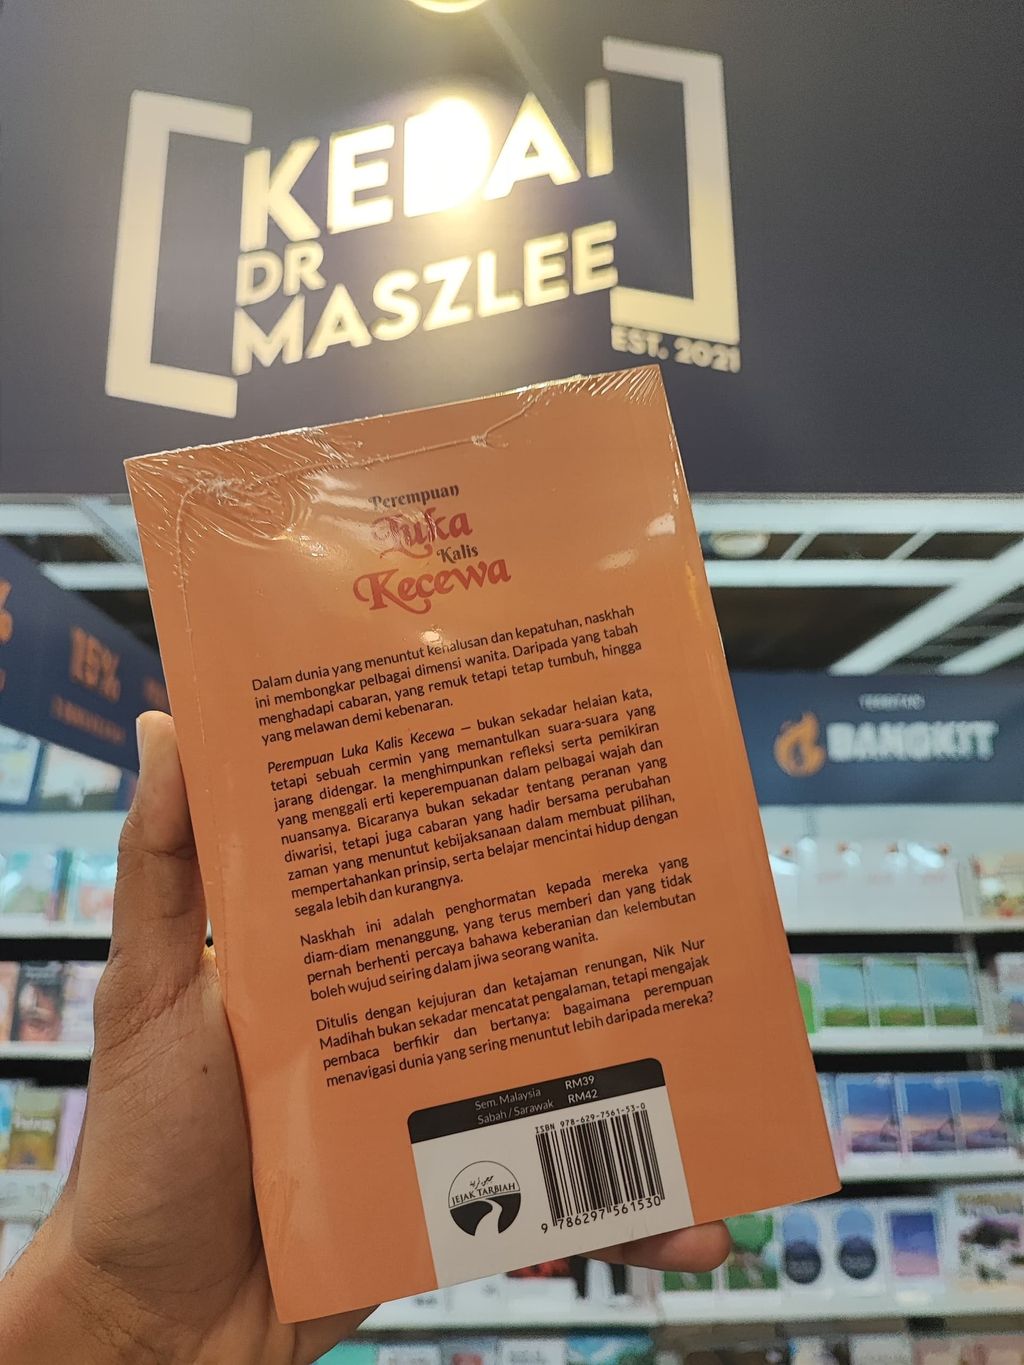 KEDAI
DR
MASZLEE
EST. 2021
Perempuan
Luka
Kalis
Kecewa
Dalam dunia yang menuntut kehalusan dan kepatuhan, naskhah
ini membongkar pelbagai dimensi wanita. Daripada yang tabah
menghadapi cabaran, yang remuk tetapi tetap tumbuh, hingga
yang melawan demi kebenaran.
Perempuan Luka Kalis Kecewa — bukan sekadar helaian kata,
tetapi sebuah cermin yang memantulkan suara-suara yang
jarang didengar. Ia menghimpunkan refleksi serta pemikiran
yang menggali erti keperempuanan dalam pelbagai wajah dan
nuansanya. Bicaranya bukan sekadar tentang peranan yang
diwarisi, tetapi juga cabaran yang hadir bersama perubahan
zaman yang menuntut kebijaksanaan dalam membuat pilihan,
mempertahankan prinsip, serta belajar mencintai hidup dengan
segala lebih dan kurangnya.
Naskhah ini adalah penghormatan kepada mereka yang
diam-diam menanggung, yang terus memberi dan yang tidak
pernah berhenti percaya bahawa keberanian dan kelembutan
boleh wujud seiring dalam jiwa seorang wanita.
Ditulis dengan kejujuran dan ketajaman renungan, Nik Nur
Madihah bukan sekadar mencatat pengalaman, tetapi mengajak
pembaca berfikir dan bertanya: bagaimana perempuan
menavigasi dunia yang sering menuntut lebih daripada mereka?
Sem. Malaysia RM39
Sabah / Sarawak RM42
ISBN 978-629-7561-53-0
JEJAK TARBIAH
9 786297 561530
15%
BANGKIT